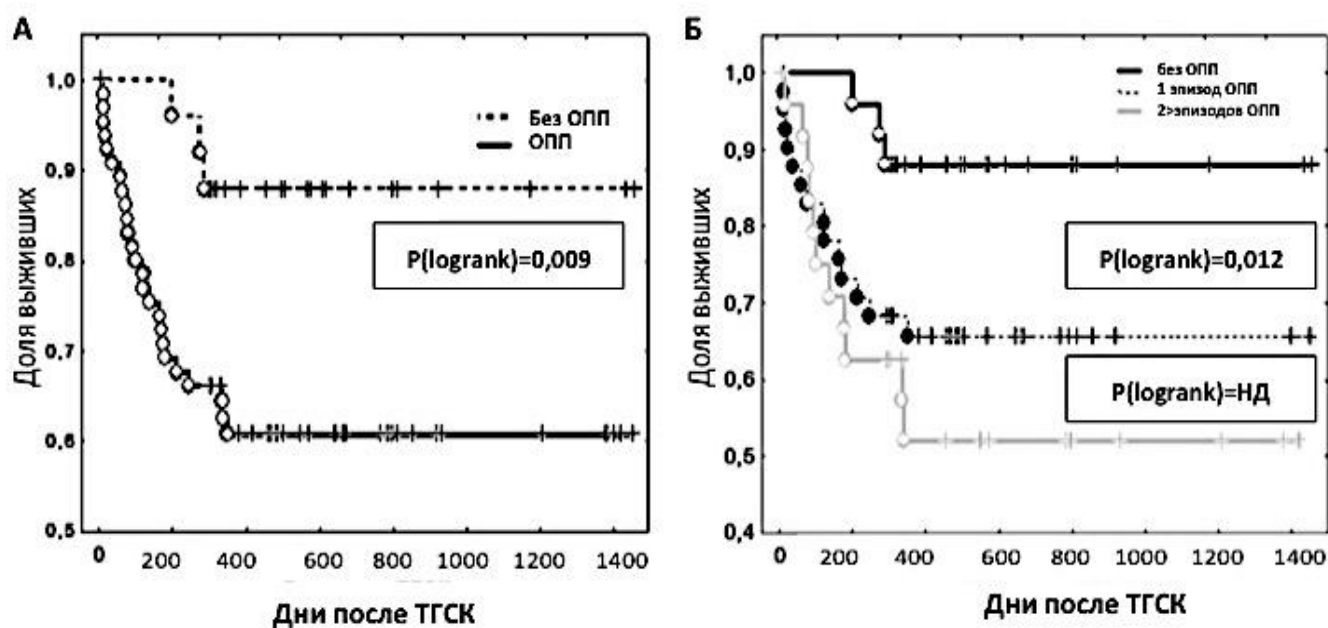 А
1,0
0,9
0,8
0,7
0,6
0,5
Доля выживших
Без ОПП
ОПП
P(logrank)=0,009
0 200 400 600 800 1000 1200 1400
Дни после ТГСК
Б
1,0
0,9
0,8
0,7
0,6
0,5
0,4
Доля выживших
без ОПП
1 эпизод ОПП
2>эпизодов ОПП
P(logrank)=0,012
P(logrank)=НД
0 200 400 600 800 1000 1200 1400
Дни после ТГСК